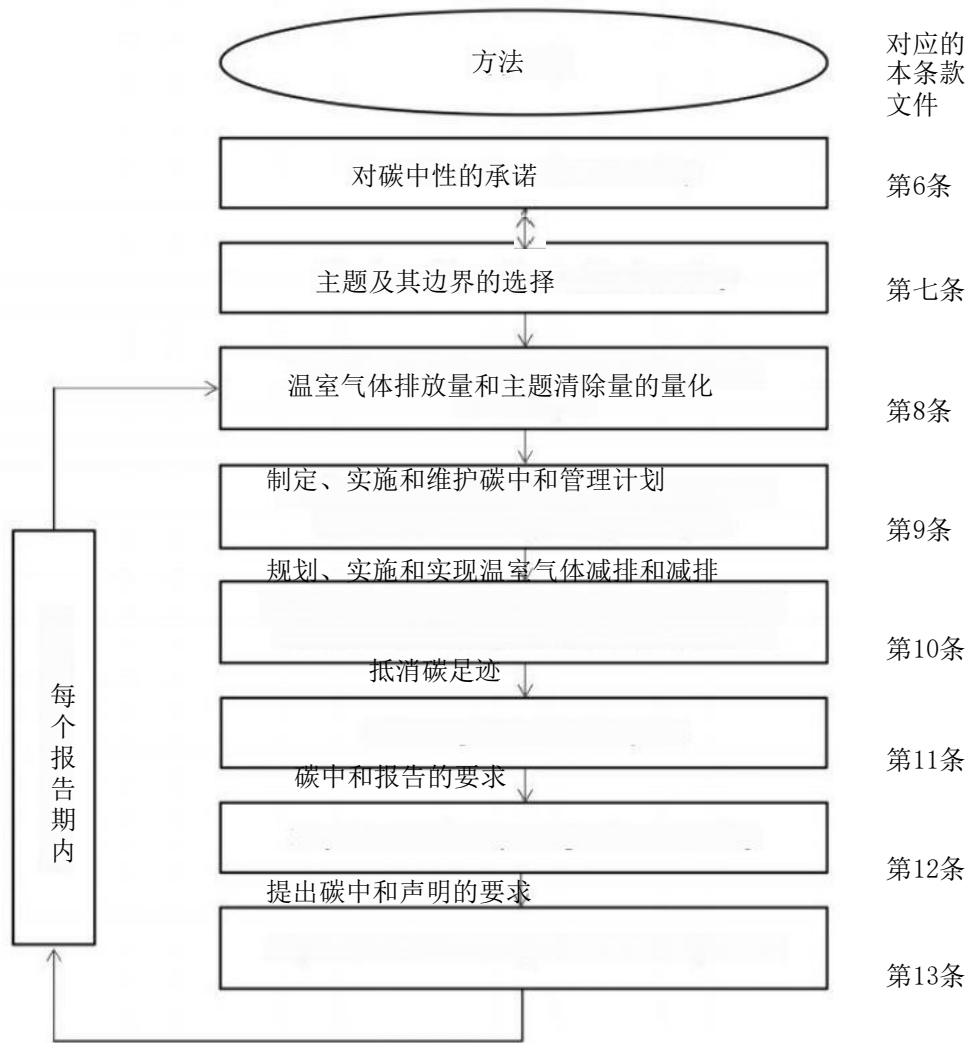 方法
对应的
本条款
文件
对碳中性的承诺
第6条
主题及其边界的选择
第七条
温室气体排放量和主题清除量的量化
第8条
制定、实施和维护碳中和管理计划
第9条
规划、实施和实现温室气体减排和减排
第10条
抵消碳足迹
第11条
碳中和报告的要求
第12条
提出碳中和声明的要求
第13条
每个报告期内